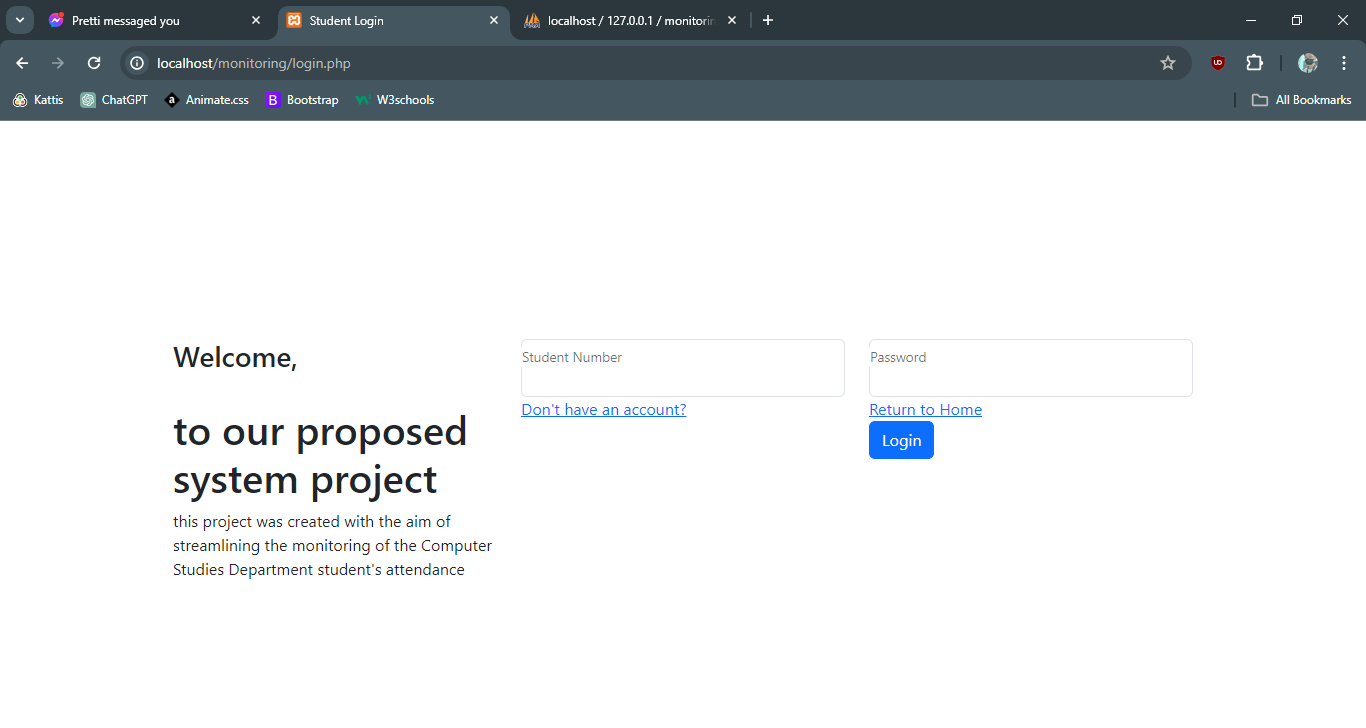 Pretti messaged you
Student Login
localhost / 127.0.0.1 / monitorin
localhost/monitoring/login.php
Kattis
ChatGPT
Animate.css
Bootstrap
W3schools
All Bookmarks
Welcome,
to our proposed
system project
this project was created with the aim of
streamlining the monitoring of the Computer
Studies Department student's attendance
Student Number
Don't have an account?
Password
Return to Home
Login